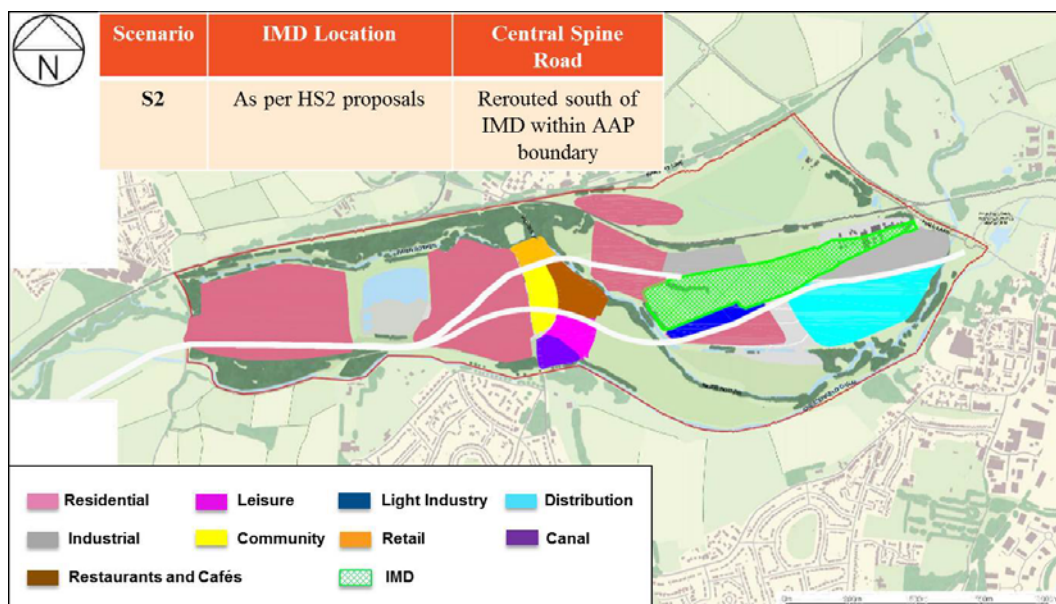 N
Scenario
IMD Location
Central Spine
Road
S2
As per HS2 proposals
Rerouted south of
IMD within AAP
boundary
Residential
Leisure
Light Industry
Distribution
Industrial
Community
Retail
Canal
Restaurants and Cafés
IMD